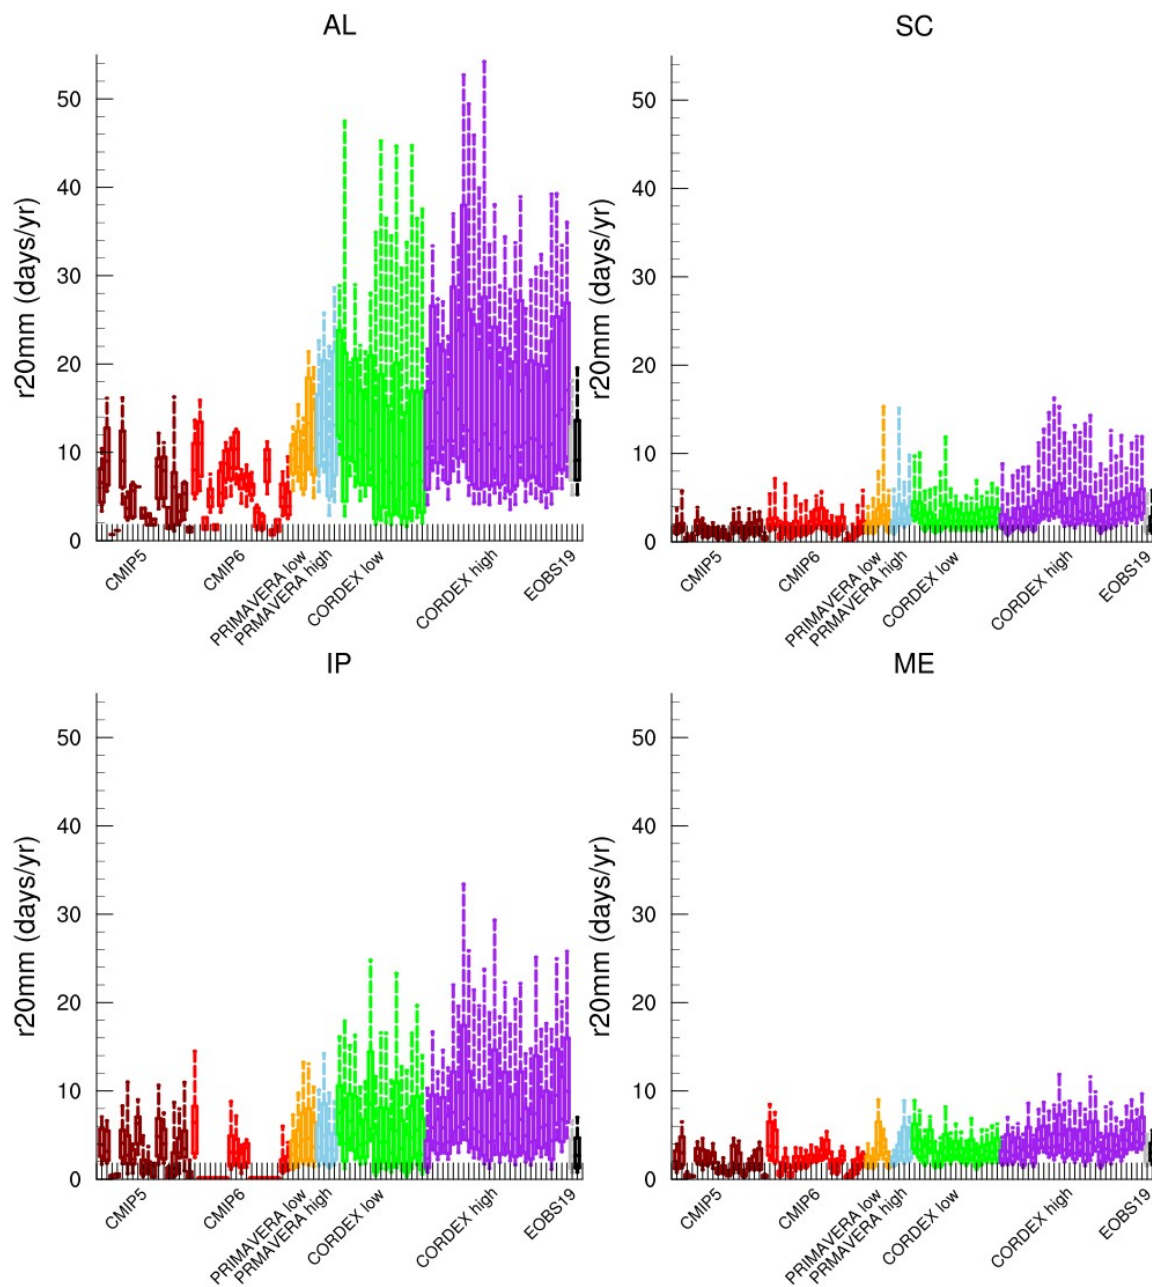 AL
r20mm (days/yr)
50
40
30
20
10
0
CMIP5
CMIP6
PRIMAVERA low
PRMAVERA high
CORDEX low
CORDEX high
EOBS19
SC
r20mm (days/yr)
50
40
30
20
10
0
CMIP5
CMIP6
PRIMAVERA low
PRMAVERA high
CORDEX low
CORDEX high
EOBS19
IP
r20mm (days/yr)
50
40
30
20
10
0
CMIP5
CMIP6
PRIMAVERA low
PRMAVERA high
CORDEX low
CORDEX high
EOBS19
ME
r20mm (days/yr)
50
40
30
20
10
0
CMIP5
CMIP6
PRIMAVERA low
PRMAVERA high
CORDEX low
CORDEX high
EOBS19